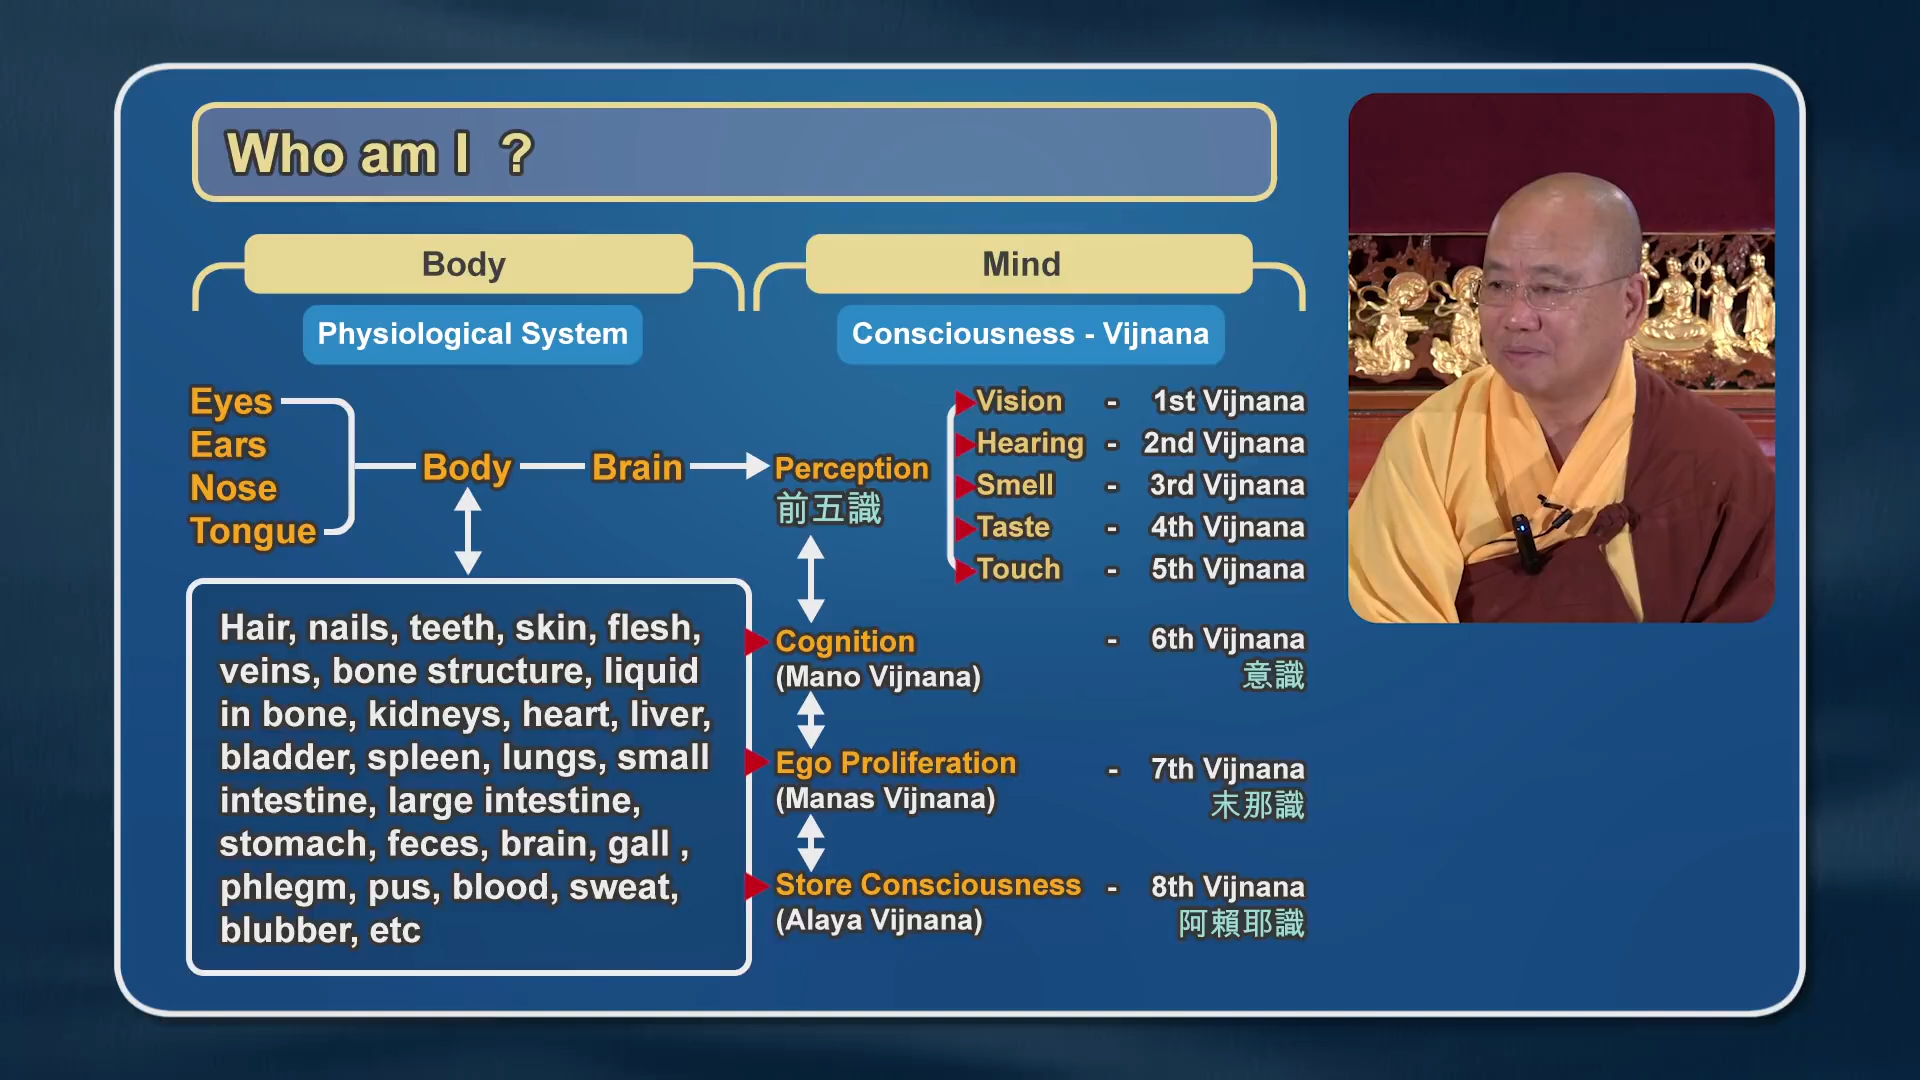 Who am I ?
Body
Mind
Physiological System
Consciousness - Vijnana
Eyes
Ears
Nose
Tongue
Body
Brain
Perception
前五識
Vision - 1st Vijnana
Hearing - 2nd Vijnana
Smell - 3rd Vijnana
Taste - 4th Vijnana
Touch - 5th Vijnana
Hair, nails, teeth, skin, flesh,
veins, bone structure, liquid
in bone, kidneys, heart, liver,
bladder, spleen, lungs, small
intestine, large intestine,
stomach, feces, brain, gall ,
phlegm, pus, blood, sweat,
blubber, etc
Cognition - 6th Vijnana
(Mano Vijnana) 意識
Ego Proliferation - 7th Vijnana
(Manas Vijnana) 末那識
Store Consciousness - 8th Vijnana
(Alaya Vijnana) 阿賴耶識